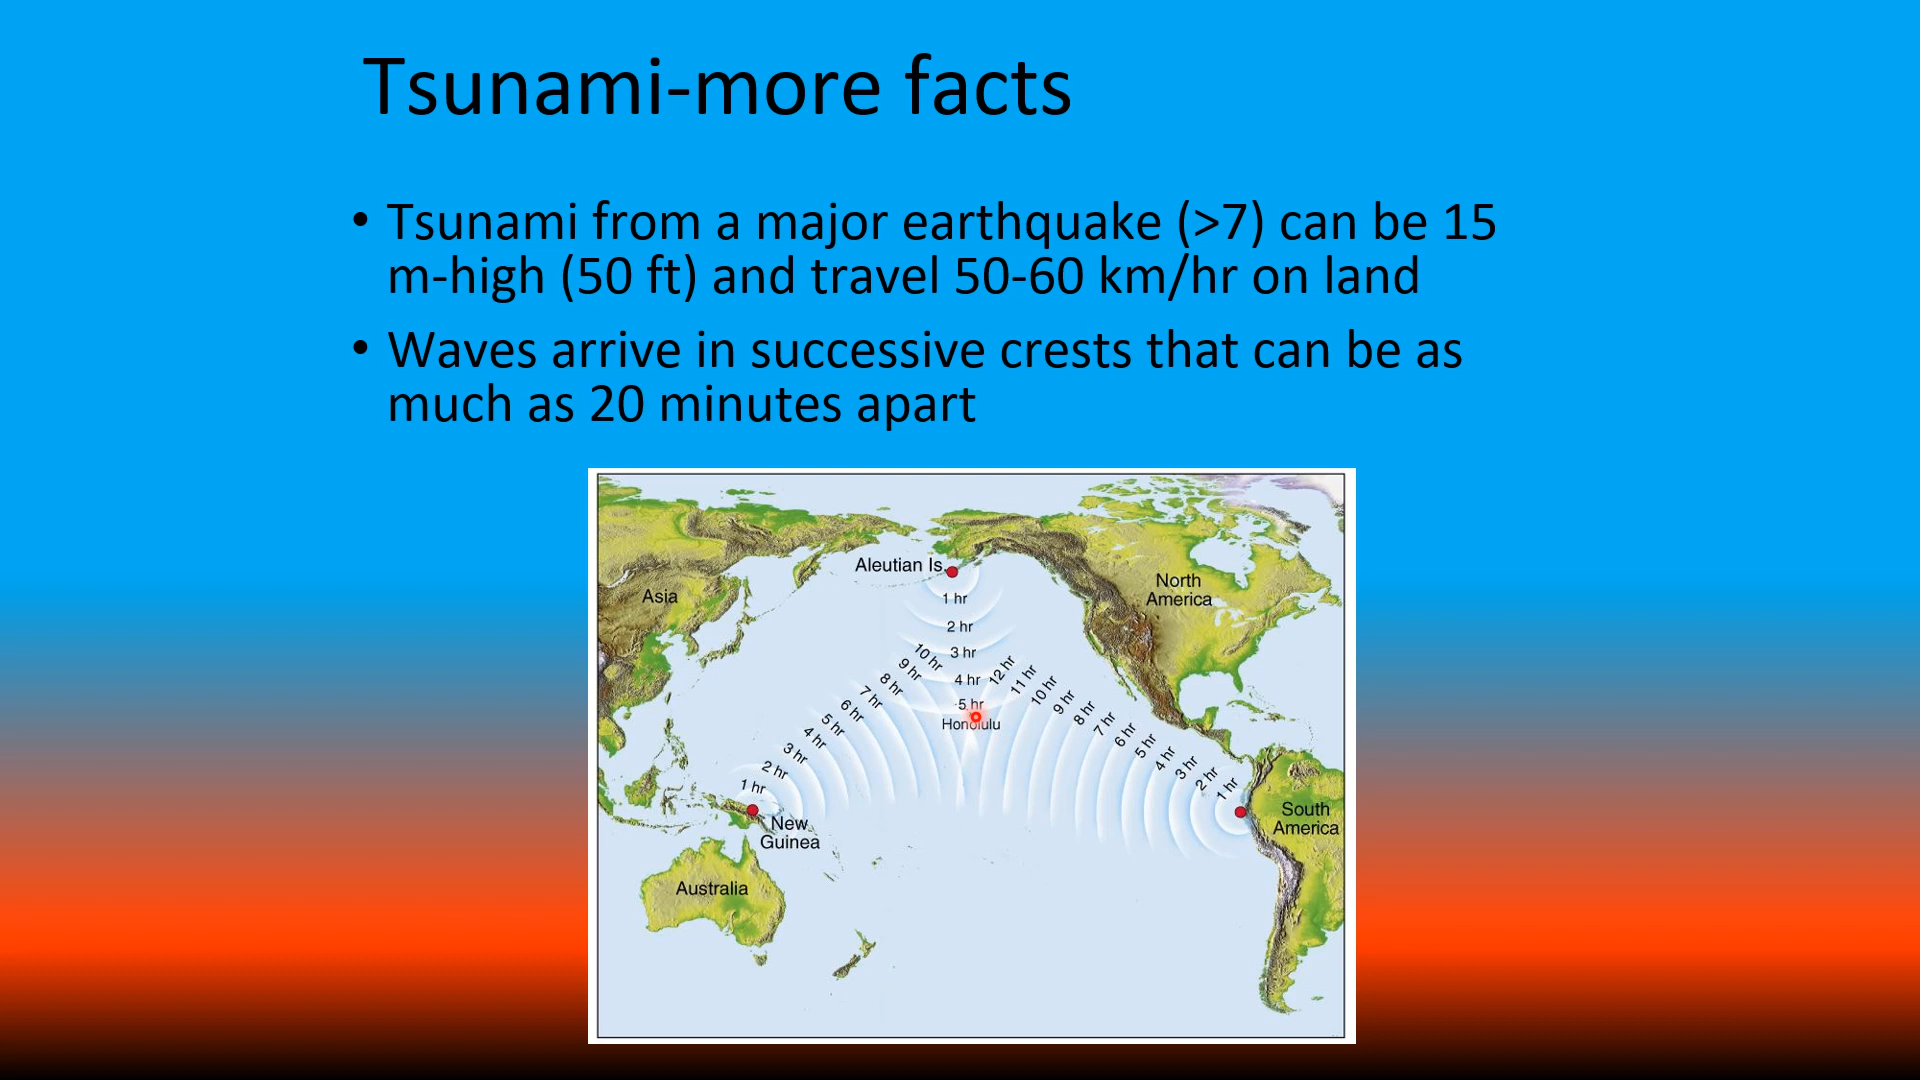 Tsunami-more facts
• Tsunami from a major earthquake (>7) can be 15
m-high (50 ft) and travel 50-60 km/hr on land
• Waves arrive in successive crests that can be as
much as 20 minutes apart
Aleutian Is.
Asia
North
America
1 hr
2 hr
3 hr
4 hr
5 hr
Honolulu
10 hr
9 hr
8 hr
7 hr
6 hr
5 hr
4 hr
3 hr
2 hr
1 hr
12 hr
11 hr
10 hr
9 hr
8 hr
7 hr
6 hr
5 hr
4 hr
3 hr
2 hr
1 hr
New
Guinea
South
America
Australia